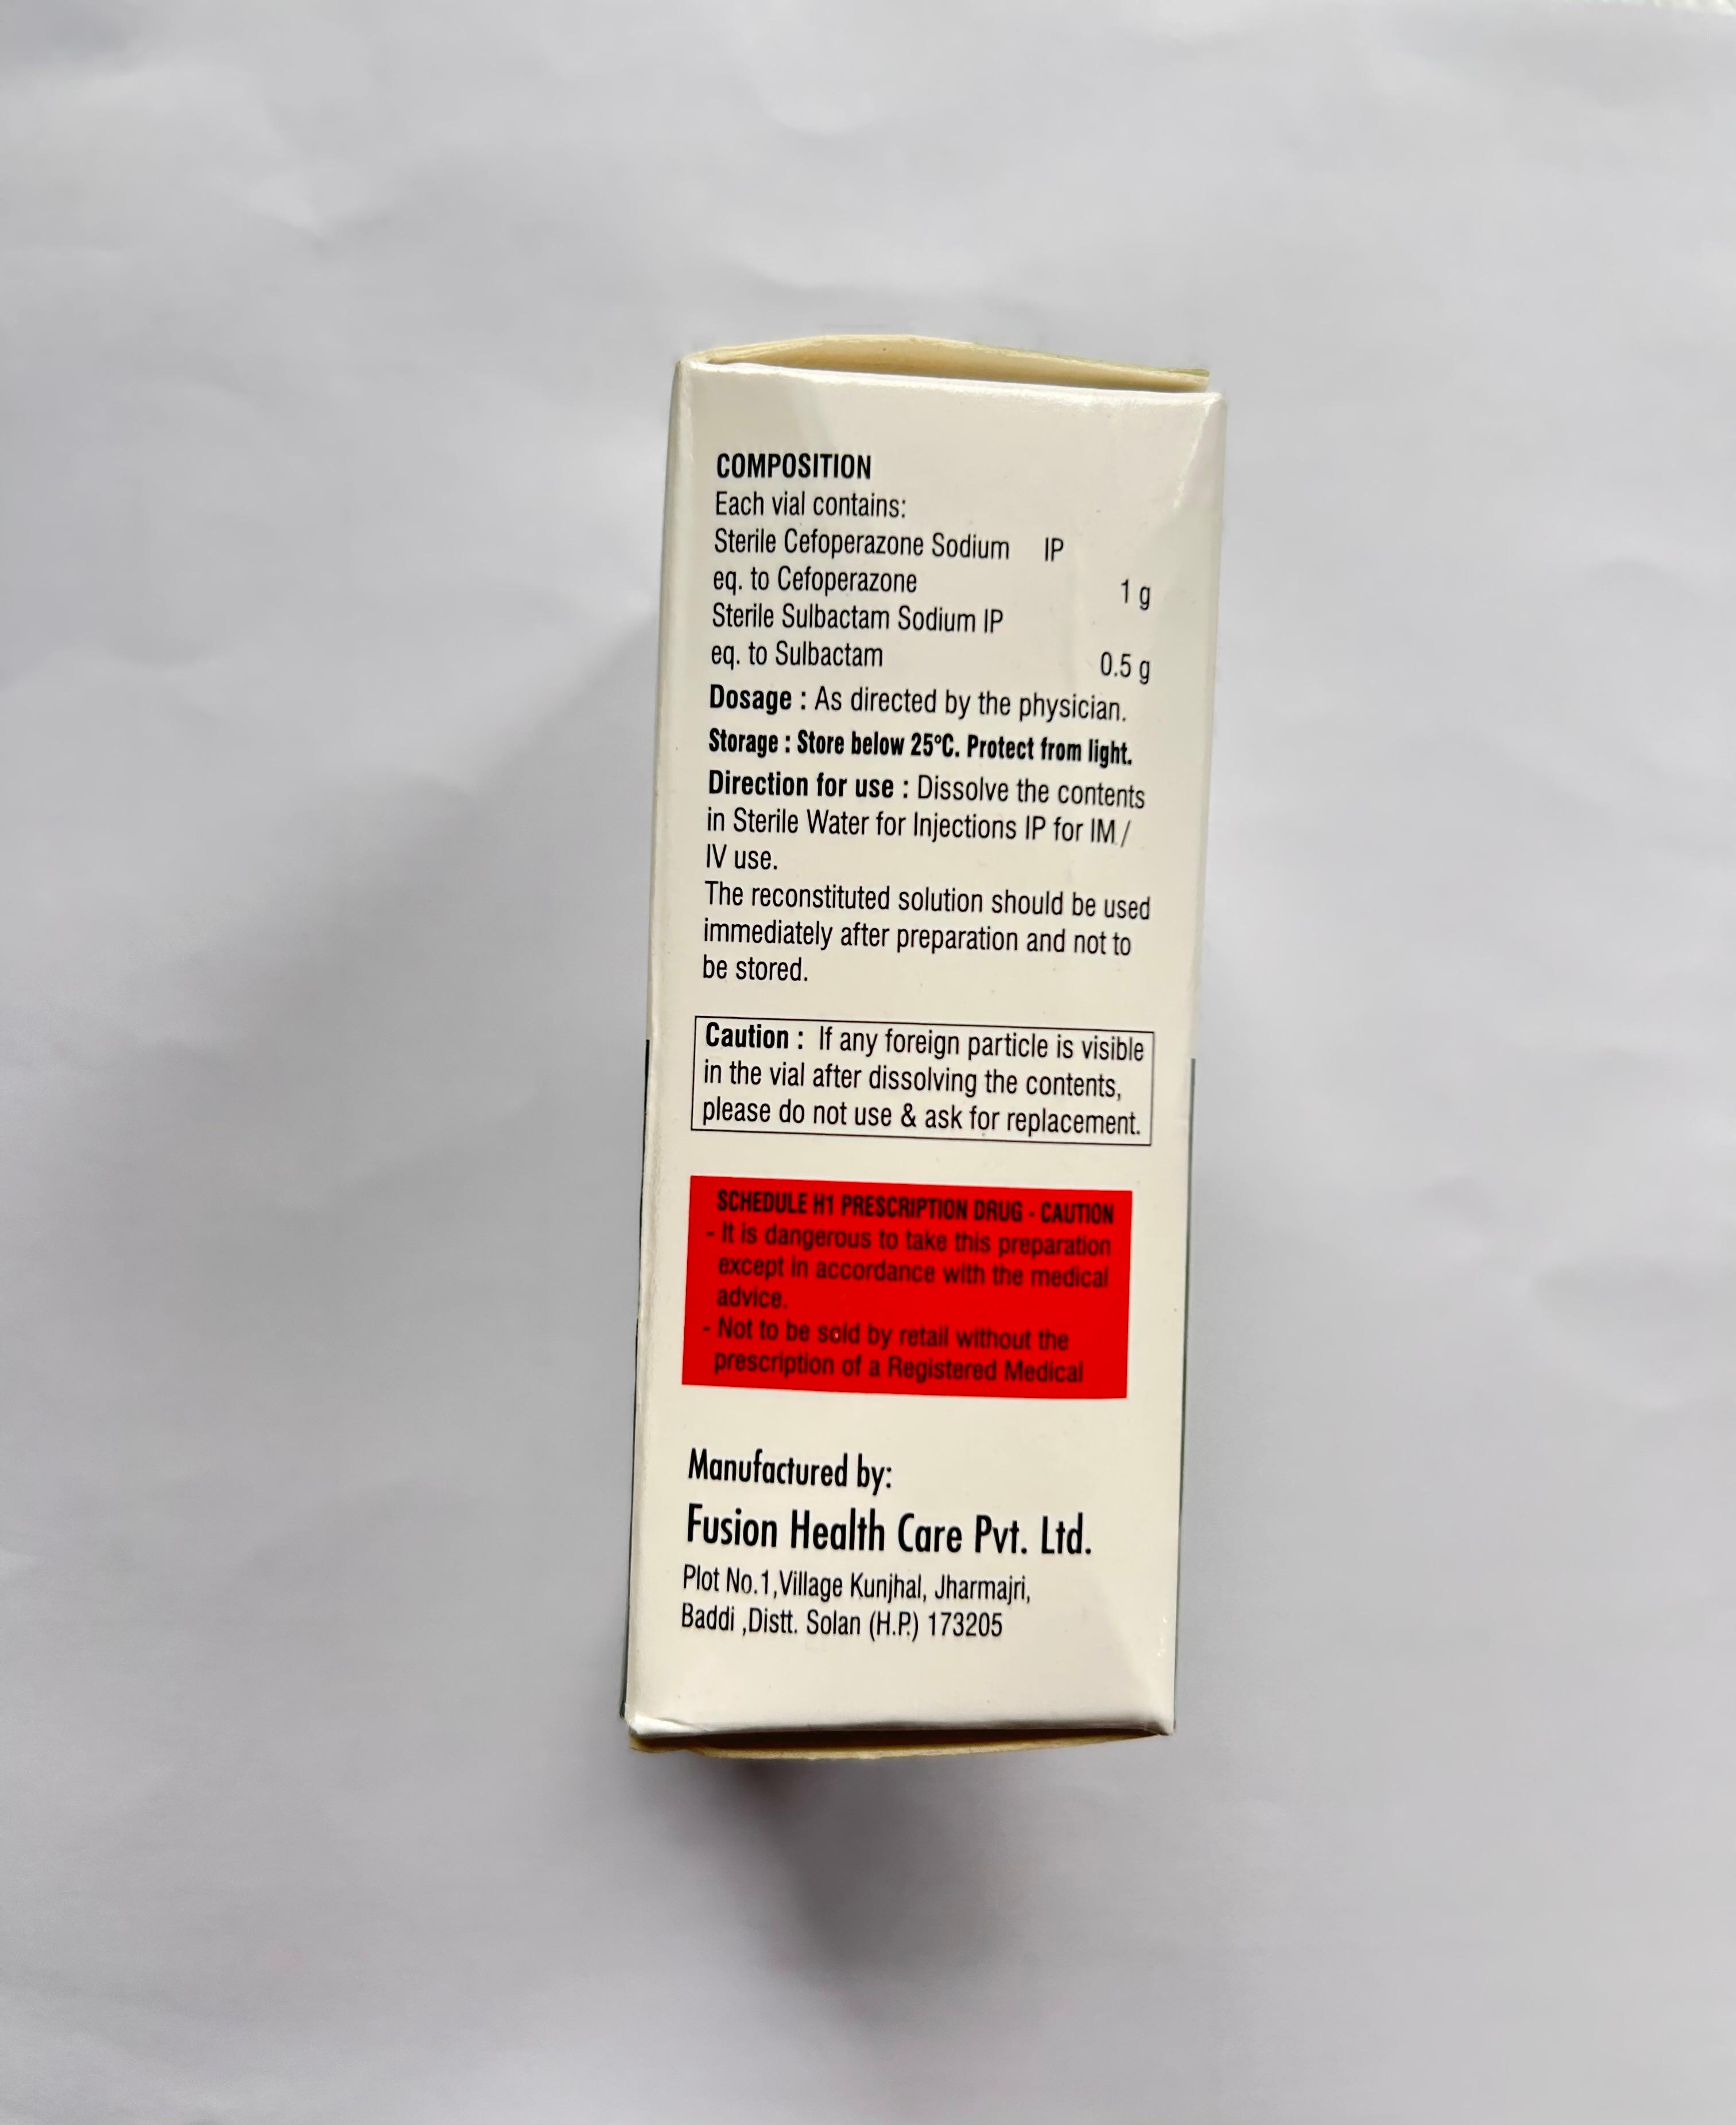 COMPOSITION
Each vial contains:
Sterile Cefoperazone Sodium IP
eq. to Cefoperazone 1 g
Sterile Sulbactam Sodium IP
eq. to Sulbactam 0.5 g
Dosage : As directed by the physician.
Storage : Store below 25°C. Protect from light.
Direction for use : Dissolve the contents
in Sterile Water for Injections IP for IM /
IV use.
The reconstituted solution should be used
immediately after preparation and not to
be stored.
Caution : If any foreign particle is visible
in the vial after dissolving the contents,
please do not use & ask for replacement.
SCHEDULE H1 PRESCRIPTION DRUG - CAUTION
- It is dangerous to take this preparation
except in accordance with the medical
advice.
- Not to be sold by retail without the
prescription of a Registered Medical
Manufactured by:
Fusion Health Care Pvt. Ltd.
Plot No.1,Village Kunjhal, Jharmajri,
Baddi ,Distt. Solan (H.P.) 173205